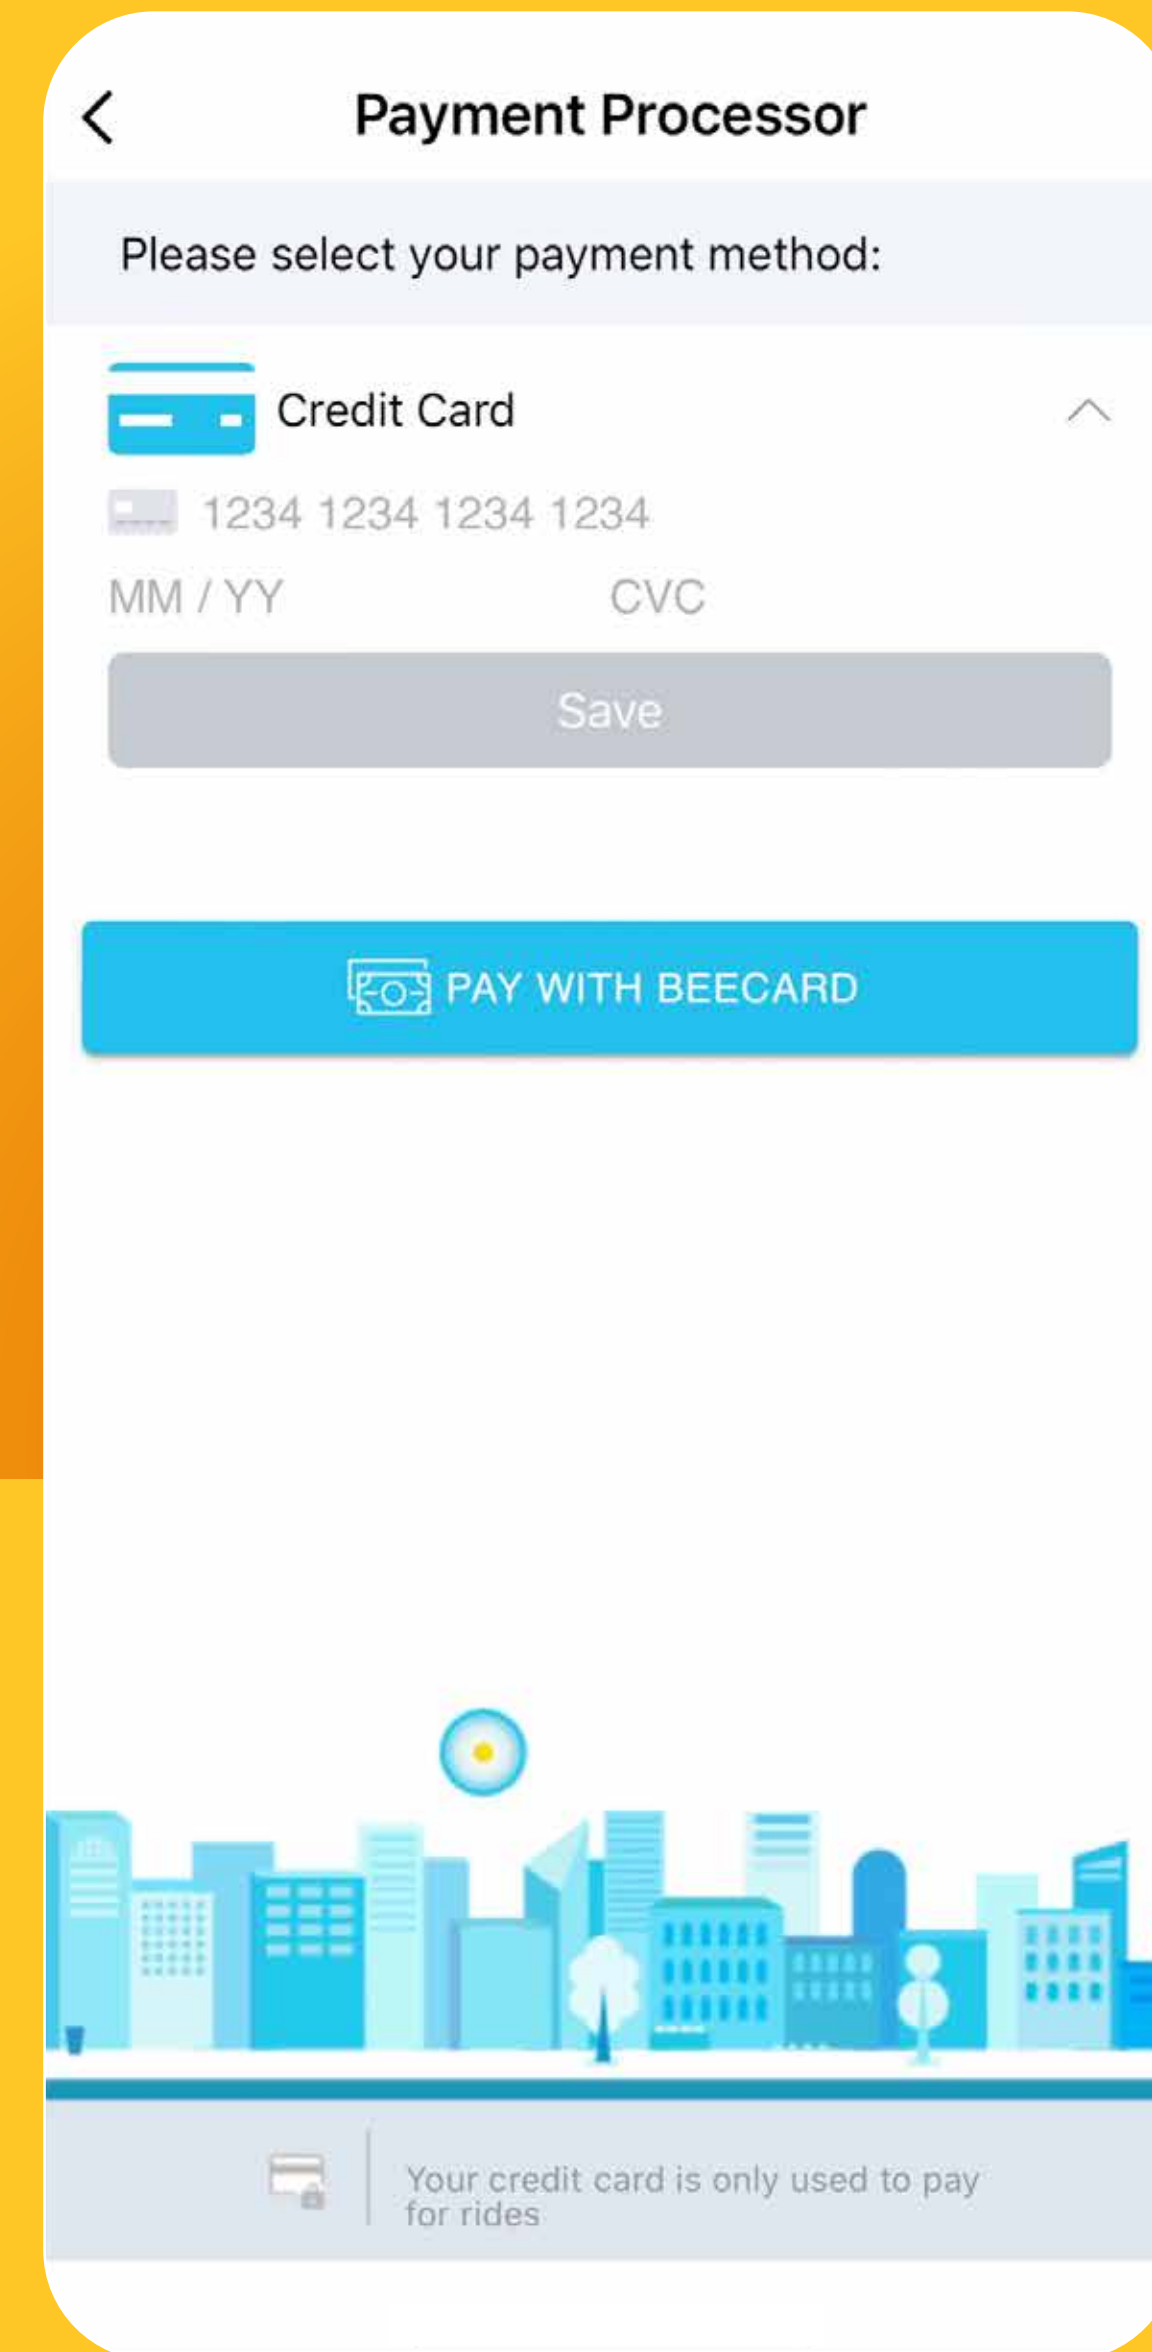 Payment Processor
Please select your payment method:
Credit Card
1234 1234 1234 1234
MM / YY CVC
Save
PAY WITH BEECARD
Your credit card is only used to pay
for rides